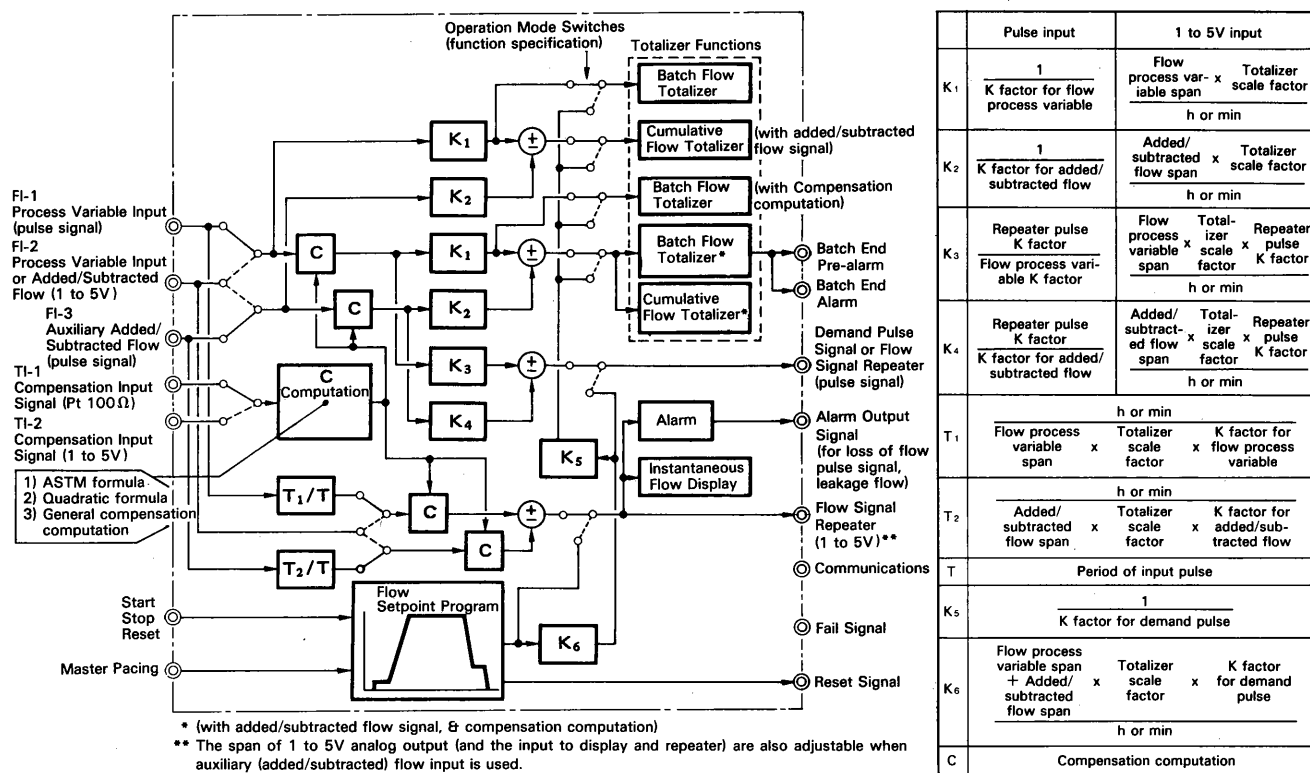 Operation Mode Switches
(function specification)
Totalizer Functions
Batch Flow
Totalizer
K₁
±
Cumulative
Flow Totalizer
(with added/subtracted
flow signal)
K₂
Batch Flow
Totalizer
(with Compensation
computation)
FI-1
Process Variable Input
(pulse signal)
FI-2
Process Variable Input
or Added/Subtracted
Flow (1 to 5V)
FI-3
Auxiliary Added/
Subtracted Flow
(pulse signal)
TI-1
Compensation Input
Signal (Pt 100Ω)
TI-2
Compensation Input
Signal (1 to 5V)
C
K₁
±
Batch Flow
Totalizer*
Batch End
Pre-alarm
Batch End
Alarm
C
K₂
Cumulative
Flow Totalizer*
K₃
±
Demand Pulse
Signal or Flow
Signal Repeater
(pulse signal)
C
Computation
K₄
K₅
Alarm
Alarm Output
Signal
(for loss of flow
pulse signal,
leakage flow)
Instantaneous
Flow Display
1) ASTM formula
2) Quadratic formula
3) General compensation
computation
T₁/T
C
±
Flow Signal
Repeater
(1 to 5V)**
C
T₂/T
Communications
Start
Stop
Reset
Flow
Setpoint Program
K₆
Fail Signal
Master Pacing
Reset Signal
* (with added/subtracted flow signal, & compensation computation)
** The span of 1 to 5V analog output (and the input to display and repeater) are also adjustable when
auxiliary (added/subtracted) flow input is used.
Pulse input
1 to 5V input
K₁
1
K factor for flow
process variable
Flow
process var-
iable span
x
Totalizer
scale factor
h or min
K₂
1
K factor for added/
subtracted flow
Added/
subtracted
flow span
x
Totalizer
scale factor
h or min
K₃
Repeater pulse
K factor
Flow process vari-
able K factor
Flow
process
variable
span
x
Total-
izer
scale
factor
x
Repeater
pulse
K factor
h or min
K₄
Repeater pulse
K factor
K factor for added/
subtracted flow
Added/
subtract-
ed flow
span
x
Total-
izer
scale
factor
x
Repeater
pulse
K factor
h or min
T₁
h or min
Flow process
variable
span
x
Totalizer
scale
factor
x
K factor for
flow process
variable
T₂
h or min
Added/
subtracted
flow span
x
Totalizer
scale
factor
x
K factor for
added/sub-
tracted flow
T
Period of input pulse
K₅
1
K factor for demand pulse
K₆
Flow process
variable span
+ Added/
subtracted
flow span
x
Totalizer
scale
factor
x
K factor
for demand
pulse
h or min
C
Compensation computation